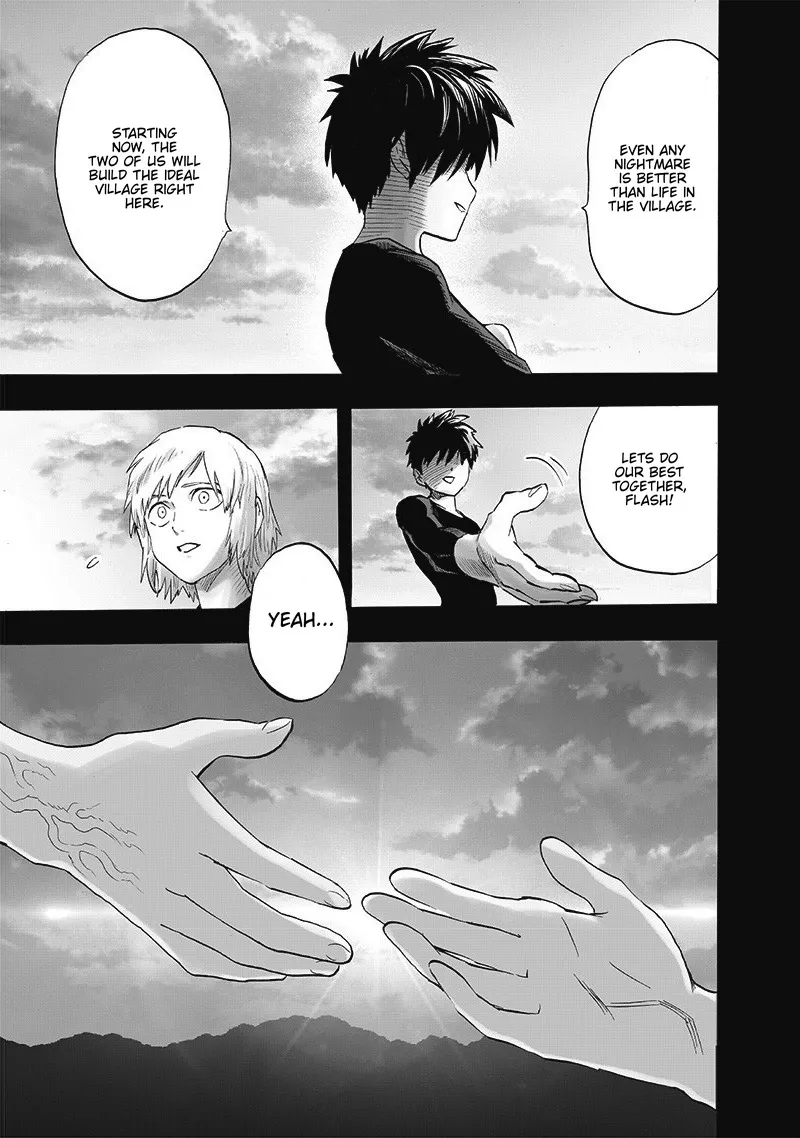 EVEN ANY
NIGHTMARE
IS BETTER
THAN LIFE IN
THE VILLAGE.
STARTING
NOW, THE
TWO OF US WILL
BUILD THE IDEAL
VILLAGE RIGHT
HERE.
LETS DO
OUR BEST
TOGETHER,
FLASH!
YEAH...